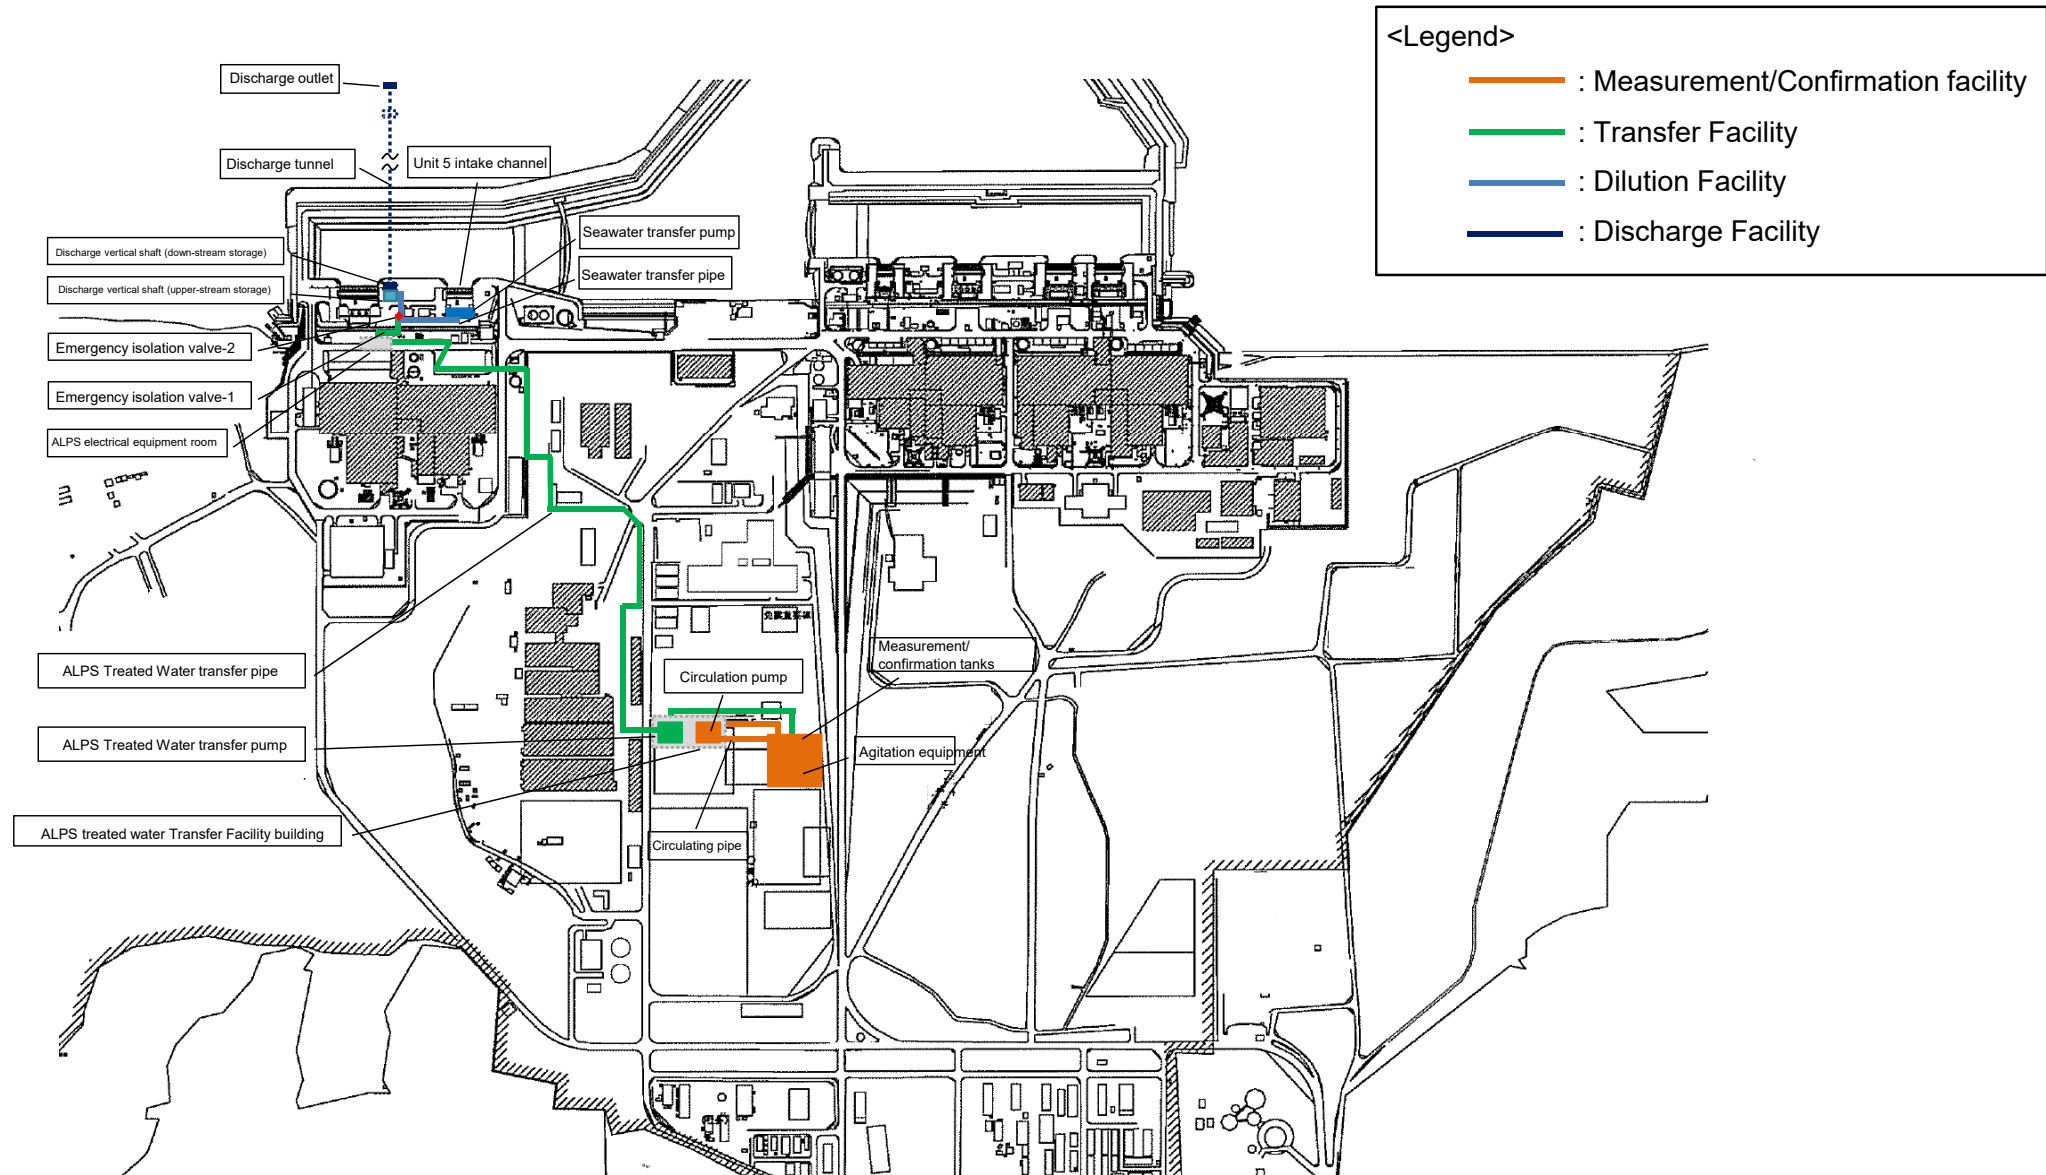 <Legend>
: Measurement/Confirmation facility
: Transfer Facility
: Dilution Facility
: Discharge Facility
Discharge outlet
Discharge tunnel
Unit 5 intake channel
Seawater transfer pump
Discharge vertical shaft (down-stream storage)
Seawater transfer pipe
Discharge vertical shaft (upper-stream storage)
Emergency isolation valve-2
Emergency isolation valve-1
ALPS electrical equipment room
Measurement/
confirmation tanks
ALPS Treated Water transfer pipe
Circulation pump
ALPS Treated Water transfer pump
Agitation equipment
ALPS treated water Transfer Facility building
Circulating pipe